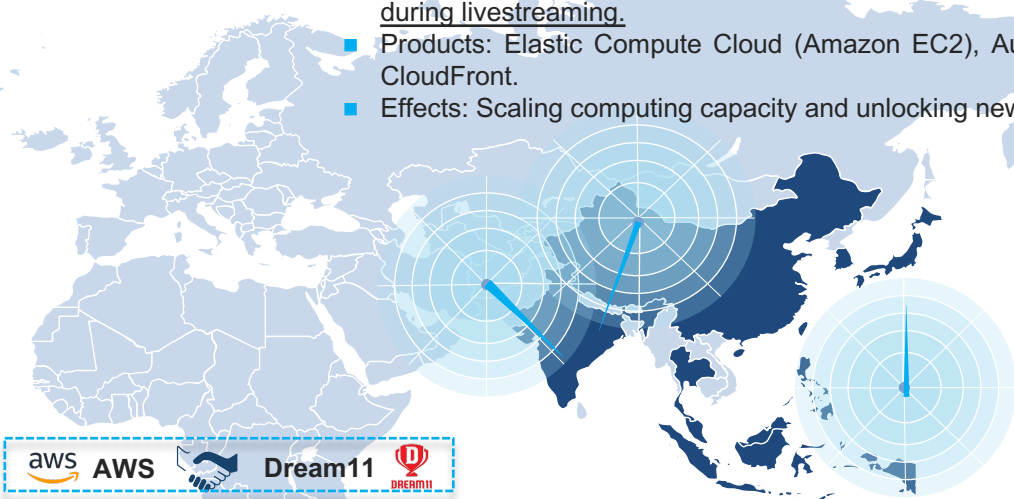 during livestreaming.
Products: Elastic Compute Cloud (Amazon EC2), Au
CloudFront.
Effects: Scaling computing capacity and unlocking new
aws AWS Dream11 D DREAM11